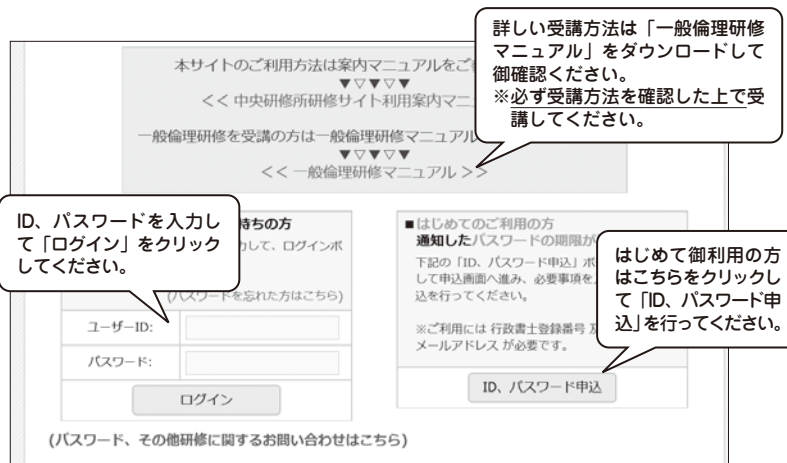 詳しい受講方法は「一般倫理研修
マニュアル」をダウンロードして
御確認ください。
※必ず受講方法を確認した上で受
講してください。
本サイトのご利用方法は案内マニュアルをご
▼▽▼▽▼
<< 中央研修所研修サイト利用案内マニ
一般倫理研修を受講の方は一般倫理研修マニュアル
▼▽▼▽▼
<< 一般倫理研修マニュアル >>
ID、パスワードを入力し
て「ログイン」をクリック
してください。
持ちの方
力して、ログインボ
(パスワードを忘れた方はこちら)
ユーザーID:
パスワード:
ログイン
■はじめてのご利用の方
通知したパスワードの期限が
下記の「ID、パスワード申込」ボ
して申込画面へ進み、必要事項を
込を行ってください。
※ご利用には 行政書士登録番号 及
メールアドレス が必要です。
ID、パスワード申込
はじめて御利用の方
はこちらをクリックし
て「ID、パスワード申
込」を行ってください。
(パスワード、その他研修に関するお問い合わせはこちら)